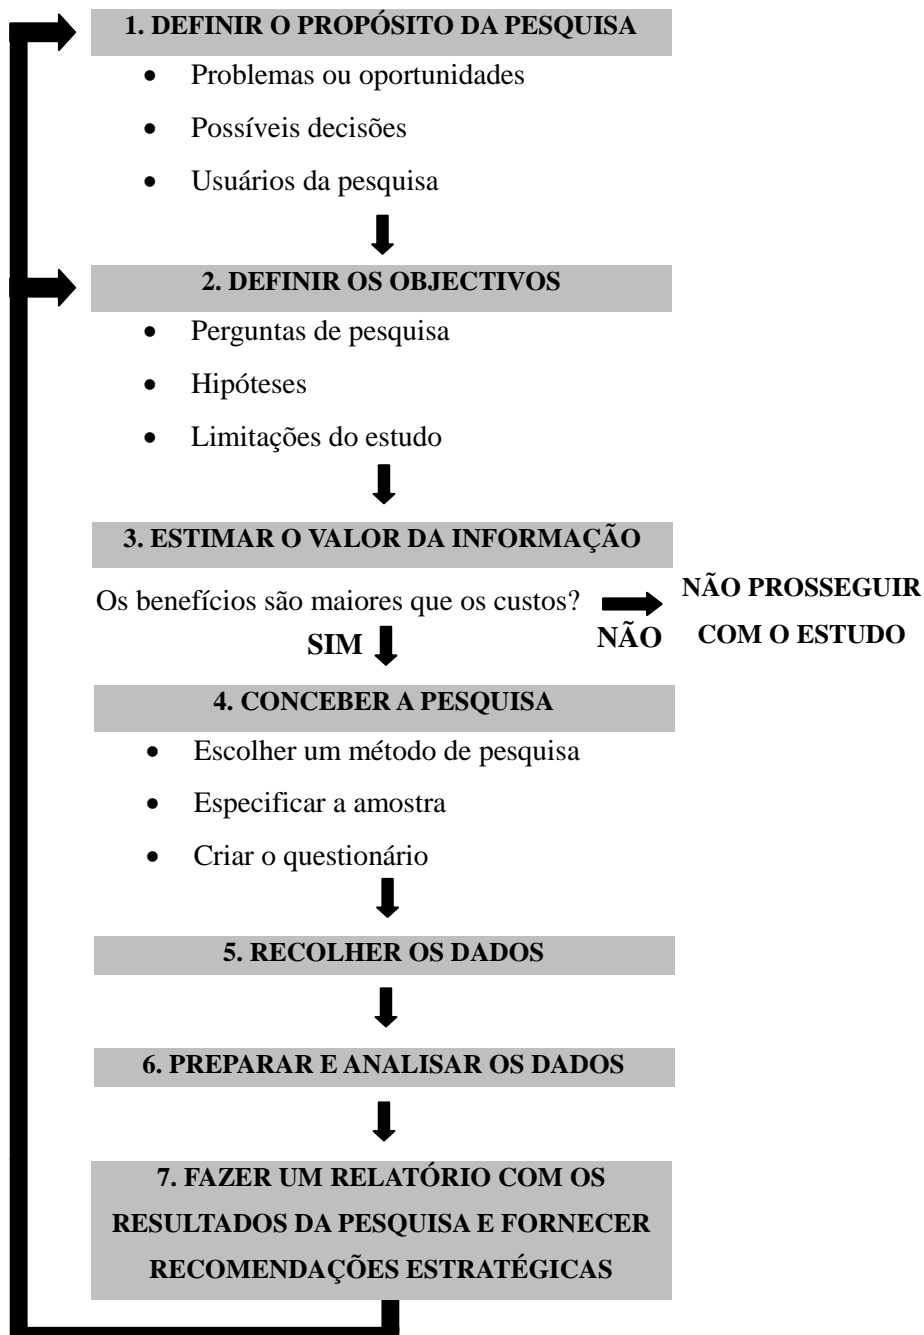 1. DEFINIR O PROPÓSITO DA PESQUISA
• Problemas ou oportunidades
• Possíveis decisões
• Usuários da pesquisa
2. DEFINIR OS OBJECTIVOS
• Perguntas de pesquisa
• Hipóteses
• Limitações do estudo
3. ESTIMAR O VALOR DA INFORMAÇÃO
Os benefícios são maiores que os custos?
NÃO PROSSEGUIR
COM O ESTUDO
SIM
NÃO
4. CONCEBER A PESQUISA
• Escolher um método de pesquisa
• Especificar a amostra
• Criar o questionário
5. RECOLHER OS DADOS
6. PREPARAR E ANALISAR OS DADOS
7. FAZER UM RELATÓRIO COM OS
RESULTADOS DA PESQUISA E FORNECER
RECOMENDAÇÕES ESTRATÉGICAS